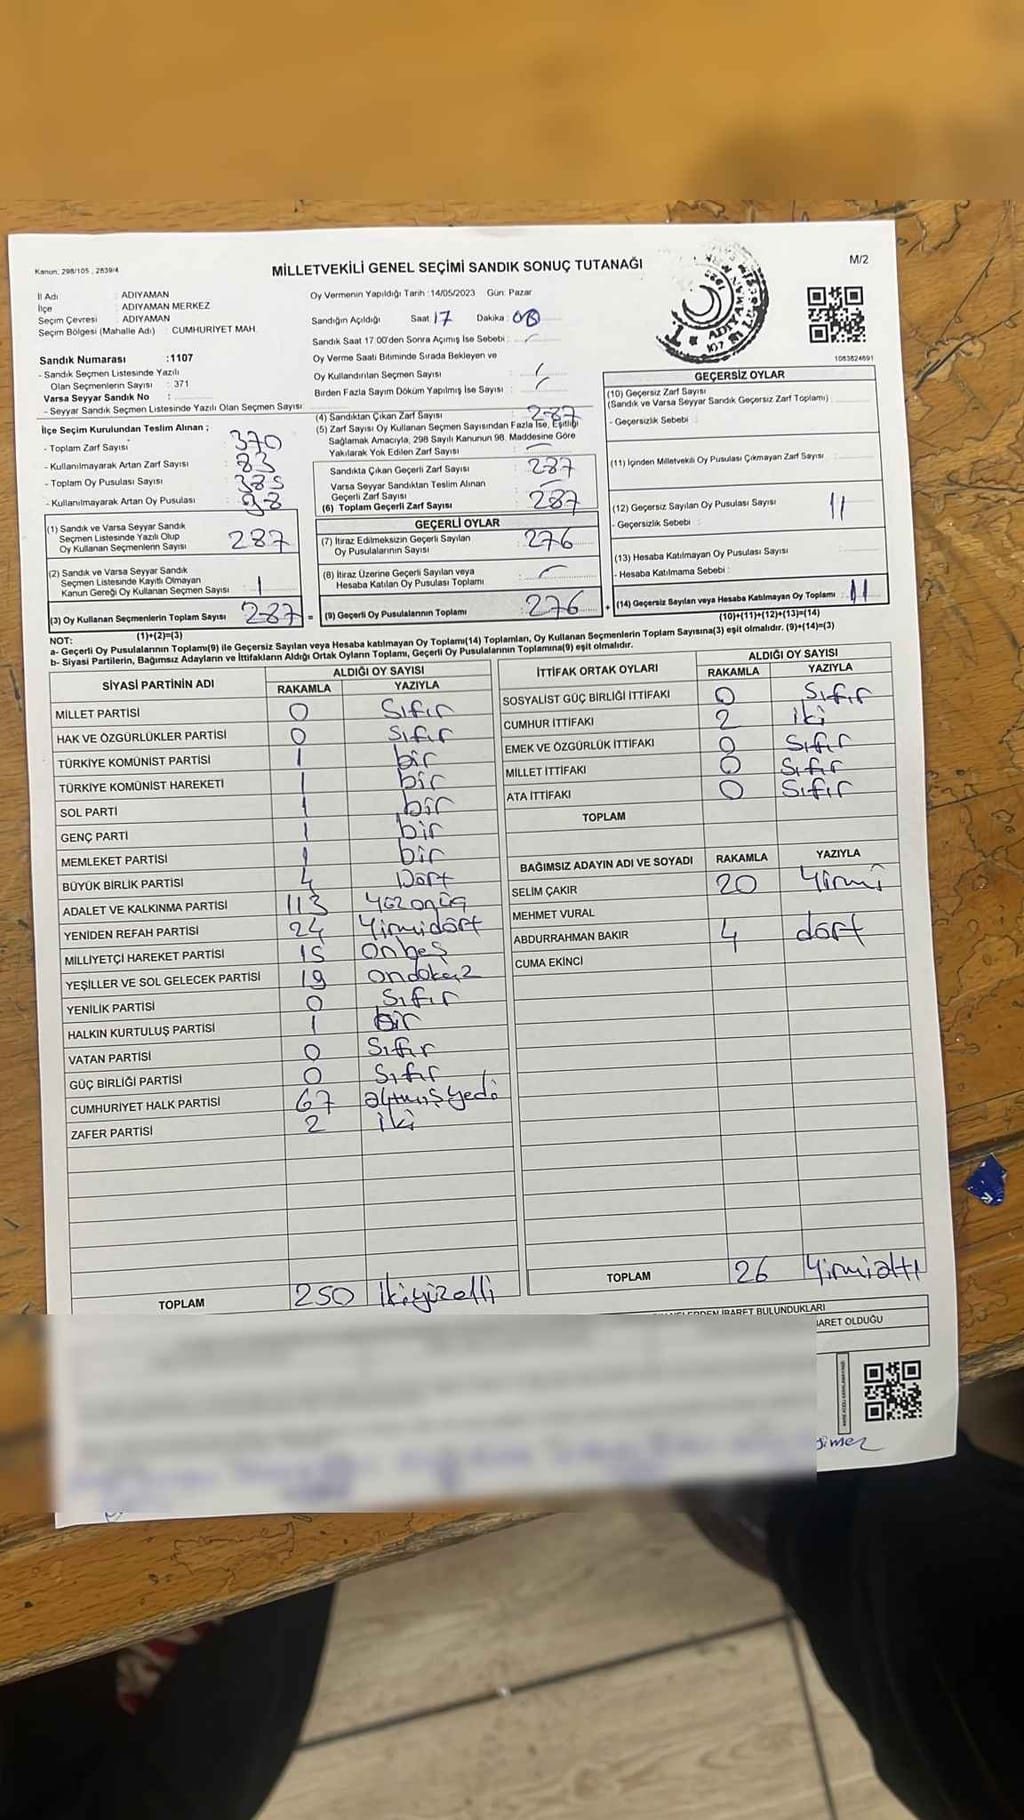 Kanun, 298/105 , 2839/4
MİLLETVEKİLİ GENEL SEÇİMİ SANDIK SONUÇ TUTANAĞI
M/2
İl Adı : ADIYAMAN
İlçe : ADIYAMAN MERKEZ
Seçim Çevresi : ADIYAMAN
Seçim Bölgesi (Mahalle Adı) : CUMHURİYET MAH.
Sandık Numarası :1107
- Sandık Seçmen Listesinde Yazılı
Olan Seçmenlerin Sayısı : 371
Varsa Seyyar Sandık No :
- Seyyar Sandık Seçmen Listesinde Yazılı Olan Seçmen Sayısı :
İlçe Seçim Kurulundan Teslim Alınan ;
- Toplam Zarf Sayısı : 370
- Kullanılmayarak Artan Zarf Sayısı : 83
- Toplam Oy Pusulası Sayısı : 385
- Kullanılmayarak Artan Oy Pusulası : 98
(1) Sandık ve Varsa Seyyar Sandık
Seçmen Listesinde Yazılı Olup
Oy Kullanan Seçmenlerin Sayısı : 287
(2) Sandık ve Varsa Seyyar Sandık
Seçmen Listesinde Kayıtlı Olmayan
Kanun Gereği Oy Kullanan Seçmen Sayısı :
(3) Oy Kullanan Seçmenlerin Toplam Sayısı : 287 =
(1)+(2)=(3)
Oy Vermenin Yapıldığı Tarih :14/05/2023 Gün: Pazar
Sandığın Açıldığı Saat: 17 Dakika : 08
Sandık Saat 17.00'den Sonra Açımış İse Sebebi :
Oy Verme Saati Bitiminde Sırada Bekleyen ve
Oy Kullandırılan Seçmen Sayısı :
Birden Fazla Sayım Döküm Yapılmış İse Sayısı :
(4) Sandıktan Çıkan Zarf Sayısı : 287
(5) Zarf Sayısı Oy Kullanan Seçmen Sayısından Fazla İse, Eşitliği
Sağlamak Amacıyla, 298 Sayılı Kanunun 98. Maddesine Göre
Yakılarak Yok Edilen Zarf Sayısı :
Sandıkta Çıkan Geçerli Zarf Sayısı : 287
Varsa Seyyar Sandıktan Teslim Alınan
Geçerli Zarf Sayısı :
(6) Toplam Geçerli Zarf Sayısı : 287
GEÇERLİ OYLAR
(7) İtiraz Edilmeksizin Geçerli Sayılan
Oy Pusulalarının Sayısı : 276
(8) İtiraz Üzerine Geçerli Sayılan veya
Hesaba Katılan Oy Pusulası Toplamı :
(9) Geçerli Oy Pusulalarının Toplamı : 276 +
1083824691
GEÇERSİZ OYLAR
(10) Geçersiz Zarf Sayısı
(Sandık ve Varsa Seyyar Sandık Geçersiz Zarf Toplamı) :
- Geçersizlik Sebebi :
(11) İçinden Milletvekili Oy Pusulası Çıkmayan Zarf Sayısı :
(12) Geçersiz Sayılan Oy Pusulası Sayısı : 11
- Geçersizlik Sebebi :
(13) Hesaba Katılmayan Oy Pusulası Sayısı :
- Hesaba Katılmama Sebebi :
(14) Geçersiz Sayılan veya Hesaba Katılmayan Oy Toplamı : 11
(10)+(11)+(12)+(13)=(14)
NOT:
a- Geçerli Oy Pusulalarının Toplamı(9) ile Geçersiz Sayılan veya Hesaba katılmayan Oy Toplamı(14) Toplamları, Oy Kullanan Seçmenlerin Toplam Sayısına(3) eşit olmalıdır. (9)+(14)=(3)
b- Siyasi Partilerin, Bağımsız Adayların ve İttifakların Aldığı Ortak Oyların Toplamı, Geçerli Oy Pusulalarının Toplamına(9) eşit olmalıdır.
SİYASİ PARTİNİN ADI
ALDIĞI OY SAYISI
RAKAMLA YAZIYLA
MİLLET PARTİSİ 0 Sıfır
HAK VE ÖZGÜRLÜKLER PARTİSİ 0 Sıfır
TÜRKİYE KOMÜNİST PARTİSİ 1 bir
TÜRKİYE KOMÜNİST HAREKETİ 1 bir
SOL PARTİ 1 bir
GENÇ PARTİ 1 bir
MEMLEKET PARTİSİ 1 bir
BÜYÜK BİRLİK PARTİSİ 4 Dört
ADALET VE KALKINMA PARTİSİ 113 Yüzonüç
YENİDEN REFAH PARTİSİ 24 Yirmidört
MİLLİYETÇİ HAREKET PARTİSİ 15 onbeş
YEŞİLLER VE SOL GELECEK PARTİSİ 19 ondokuz
YENİLİK PARTİSİ 0 Sıfır
HALKIN KURTULUŞ PARTİSİ 1 bir
VATAN PARTİSİ 0 Sıfır
GÜÇ BİRLİĞİ PARTİSİ 0 Sıfır
CUMHURİYET HALK PARTİSİ 67 altmışyedi
ZAFER PARTİSİ 2 iki
TOPLAM 250 ikiyüzelli
İTTİFAK ORTAK OYLARI
ALDIĞI OY SAYISI
RAKAMLA YAZIYLA
SOSYALİST GÜÇ BİRLİĞİ İTTİFAKI 0 Sıfır
CUMHUR İTTİFAKI 2 iki
EMEK VE ÖZGÜRLÜK İTTİFAKI 0 Sıfır
MİLLET İTTİFAKI 0 Sıfır
ATA İTTİFAKI 0 Sıfır
TOPLAM
BAĞIMSIZ ADAYIN ADI VE SOYADI RAKAMLA YAZIYLA
SELİM ÇAKIR 20 Yirmi
MEHMET VURAL
ABDURRAHMAN BAKIR 4 dört
CUMA EKİNCİ
TOPLAM 26 Yirmialtı
İBARET BULUNDUKLARI
BARET OLDUĞU